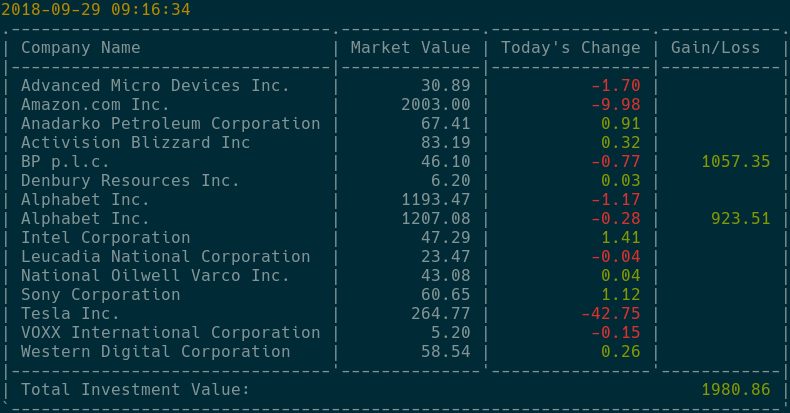 2018-09-29 09:16:34
Company Name | Market Value | Today's Change | Gain/Loss
Advanced Micro Devices Inc. | 30.89 | -1.70 |
Amazon.com Inc. | 2003.00 | -9.98 |
Anadarko Petroleum Corporation | 67.41 | 0.91 |
Activision Blizzard Inc | 83.19 | 0.32 |
BP p.l.c. | 46.10 | -0.77 | 1057.35
Denbury Resources Inc. | 6.20 | 0.03 |
Alphabet Inc. | 1193.47 | -1.17 |
Alphabet Inc. | 1207.08 | -0.28 | 923.51
Intel Corporation | 47.29 | 1.41 |
Leucadia National Corporation | 23.47 | -0.04 |
National Oilwell Varco Inc. | 43.08 | 0.04 |
Sony Corporation | 60.65 | 1.12 |
Tesla Inc. | 264.77 | -42.75 |
VOXX International Corporation | 5.20 | -0.15 |
Western Digital Corporation | 58.54 | 0.26 |
Total Investment Value: 1980.86